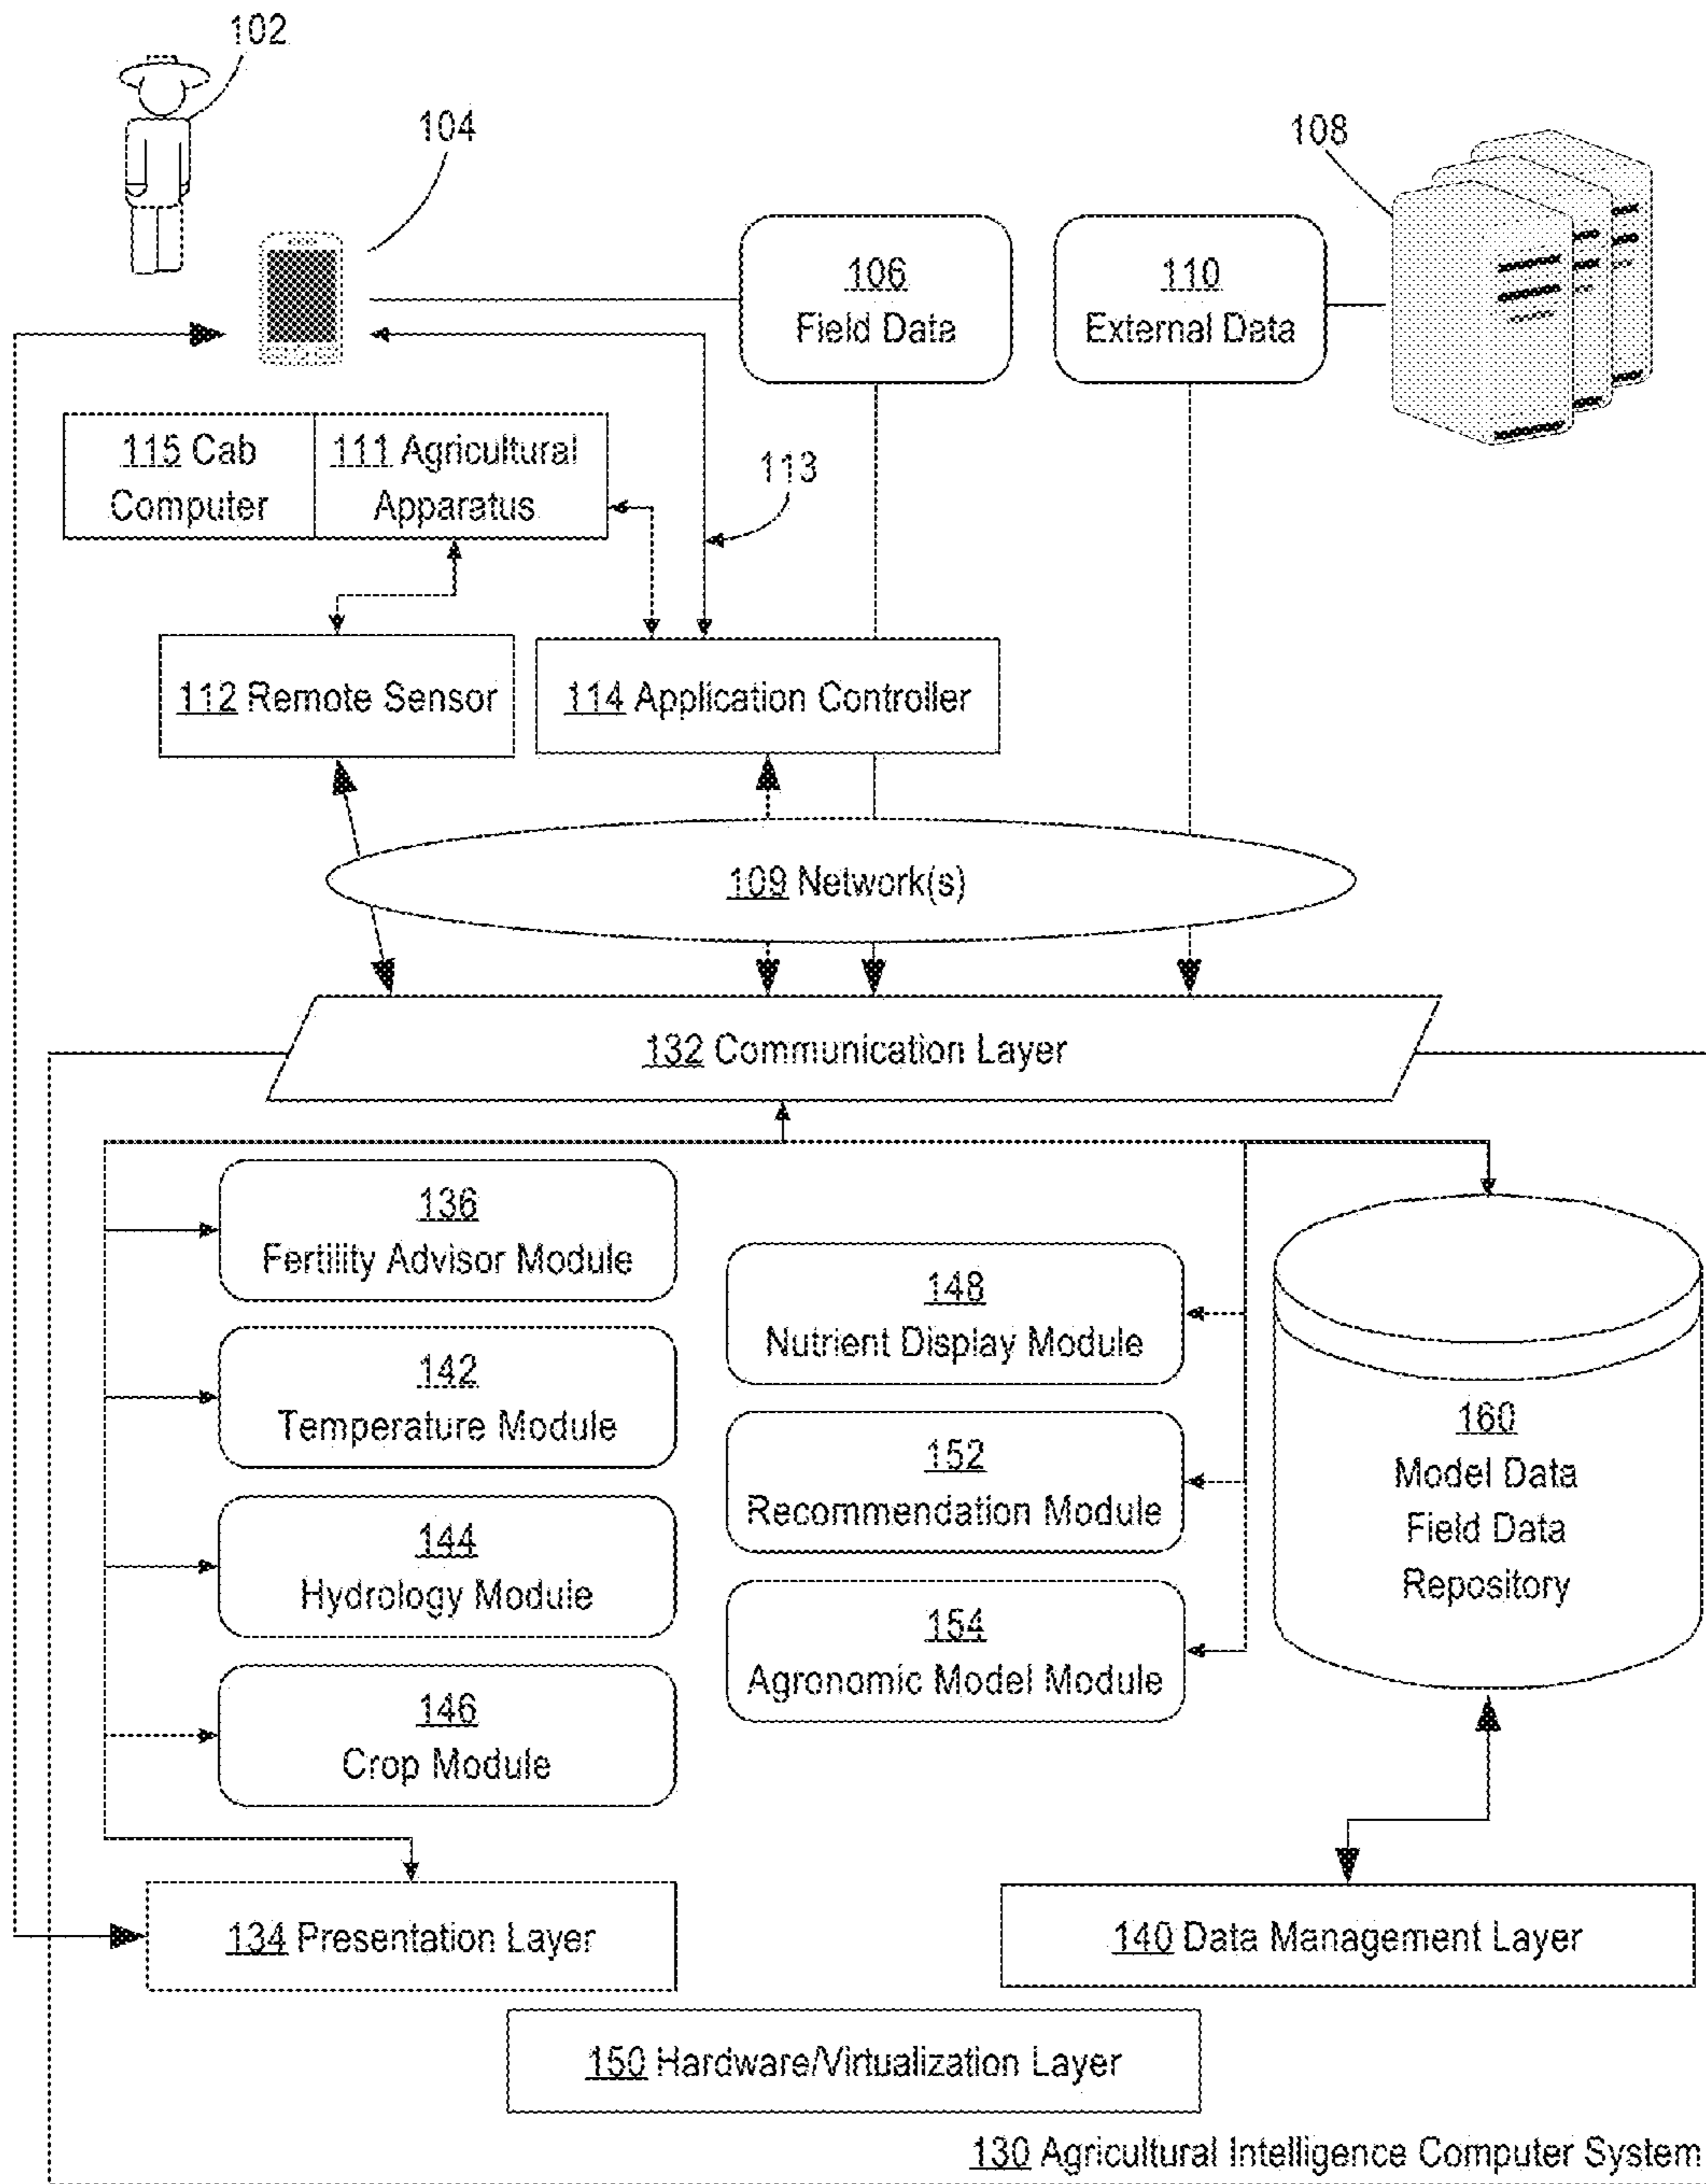 102
104
108
106
Field Data
110
External Data
115 Cab
Computer
111 Agricultural
Apparatus
113
112 Remote Sensor
114 Application Controller
109 Network(s)
132 Communication Layer
136
Fertility Advisor Module
148
Nutrient Display Module
142
Temperature Module
152
Recommendation Module
160
Model Data
Field Data
Repository
144
Hydrology Module
154
Agronomic Model Module
146
Crop Module
134 Presentation Layer
140 Data Management Layer
150 Hardware/Virtualization Layer
130 Agricultural Intelligence Computer System